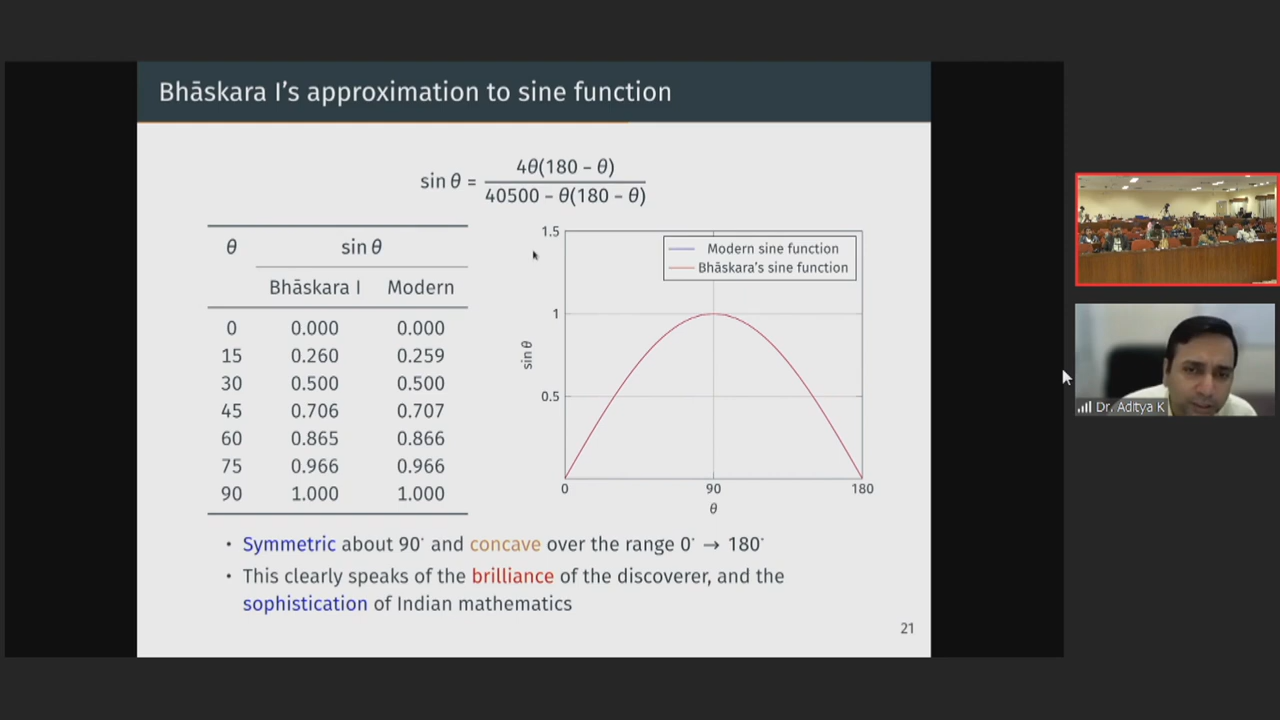 Bhāskara I's approximation to sine function
sin θ = 4θ(180 – θ) / 40500 – θ(180 – θ)
θ sin θ
Bhāskara I Modern
0 0.000 0.000
15 0.260 0.259
30 0.500 0.500
45 0.706 0.707
60 0.865 0.866
75 0.966 0.966
90 1.000 1.000
1.5
1
0.5
sin θ
Modern sine function
Bhāskara's sine function
0 90 180
θ
• Symmetric about 90° and concave over the range 0° → 180°
• This clearly speaks of the brilliance of the discoverer, and the
sophistication of Indian mathematics
21
Dr. Aditya K